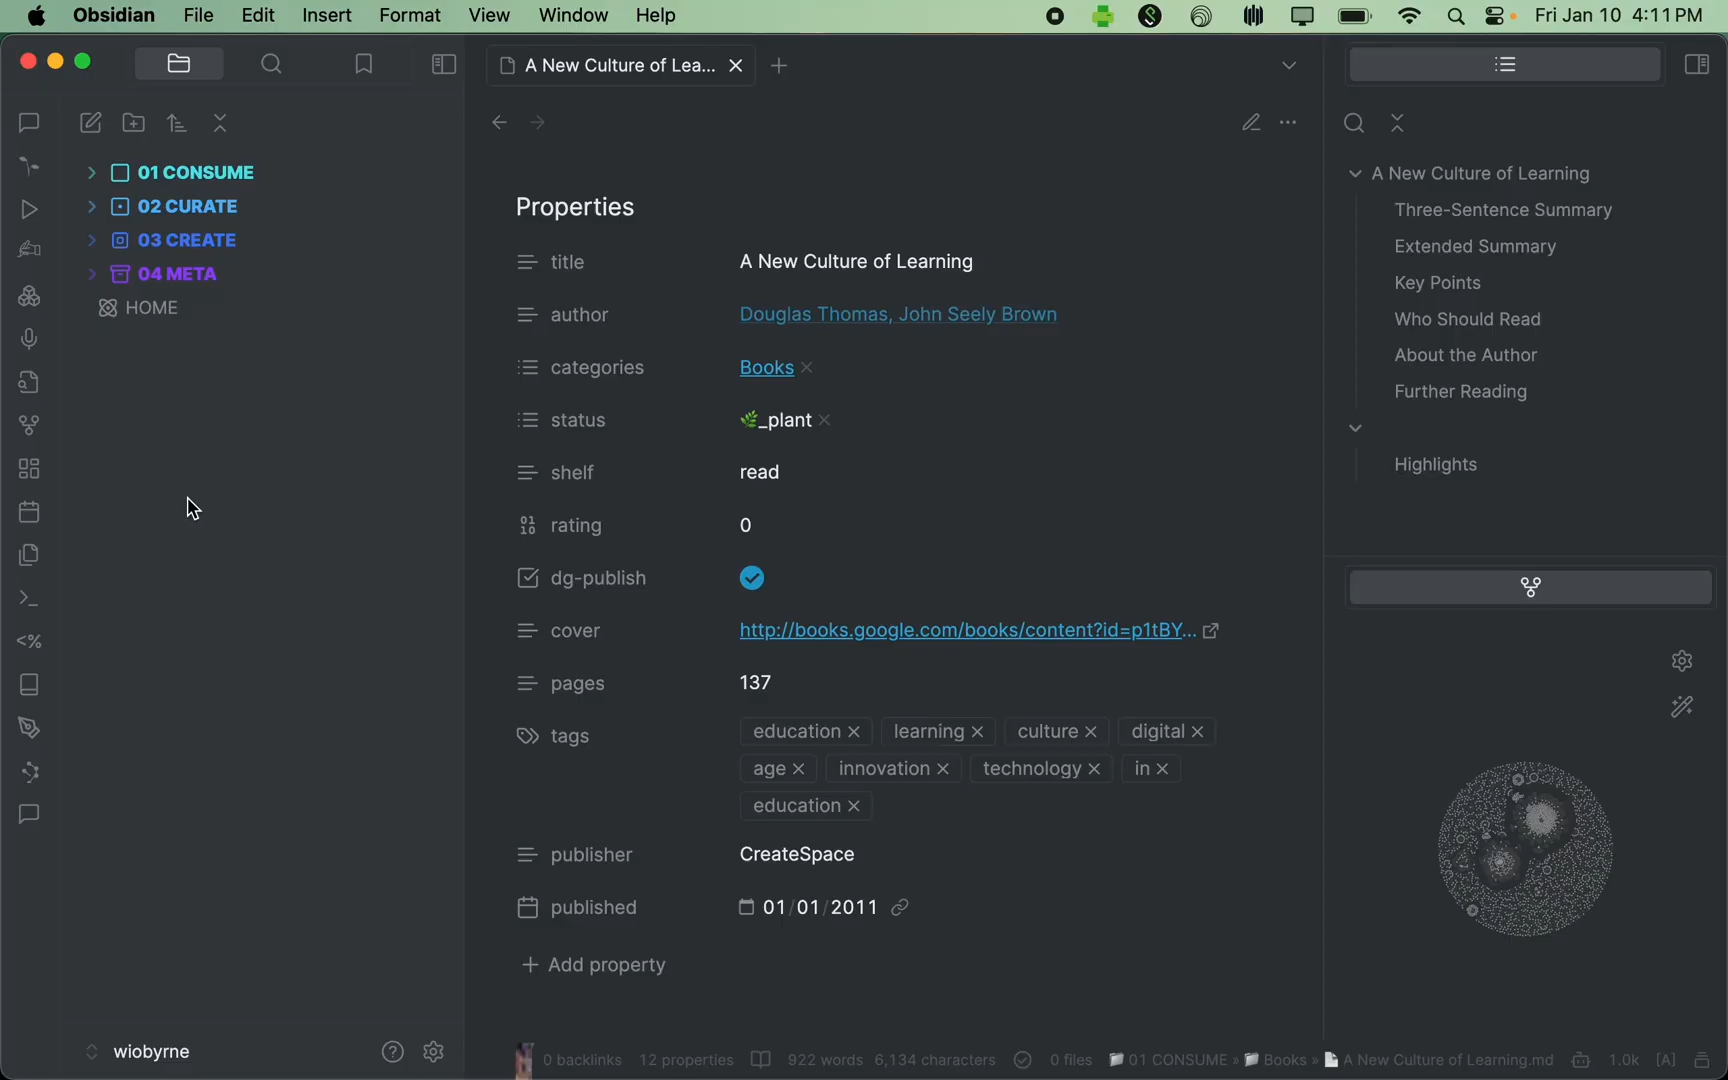 Obsidian File Edit Insert Format View Window Help Fri Jan 10 4:11 PM
A New Culture of Lea...
01 CONSUME
02 CURATE
03 CREATE
04 META
HOME
wiobyrne
Properties
title A New Culture of Learning
author Douglas Thomas, John Seely Brown
categories Books
status _plant
shelf read
rating 0
dg-publish
cover http://books.google.com/books/content?id=p1tBY...
pages 137
tags education learning culture digital
age innovation technology in
education
publisher CreateSpace
published 01/01/2011
+ Add property
0 backlinks 12 properties 922 words 6,134 characters 0 files 01 CONSUME » Books » A New Culture of Learning.md 1.0k [A]
A New Culture of Learning
Three-Sentence Summary
Extended Summary
Key Points
Who Should Read
About the Author
Further Reading
Highlights